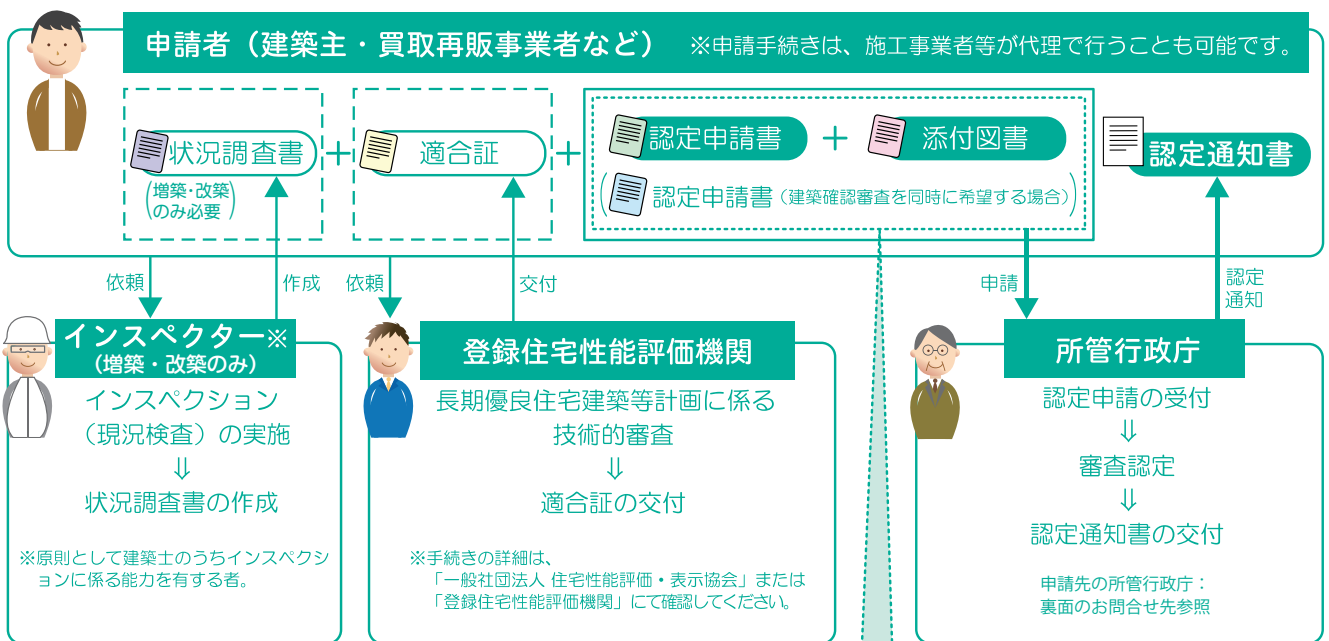 申請者（建築主・買取再販事業者など） ※申請手続きは、施工事業者等が代理で行うことも可能です。
状況調査書
（増築・改築
のみ必要）
＋
適合証
＋
認定申請書
＋
添付図書
（認定申請書（建築確認審査を同時に希望する場合））
認定通知書
依頼
作成
依頼
交付
申請
認定
通知
インスペクター※
（増築・改築のみ）
インスペクション
（現況検査）の実施
⇓
状況調査書の作成
※原則として建築士のうちインスペクシ
ョンに係る能力を有する者。
登録住宅性能評価機関
長期優良住宅建築等計画に係る
技術的審査
⇓
適合証の交付
※手続きの詳細は、
「一般社団法人 住宅性能評価・表示協会」または
「登録住宅性能評価機関」にて確認してください。
所管行政庁
認定申請の受付
⇓
審査認定
⇓
認定通知書の交付
申請先の所管行政庁：
裏面のお問合せ先参照